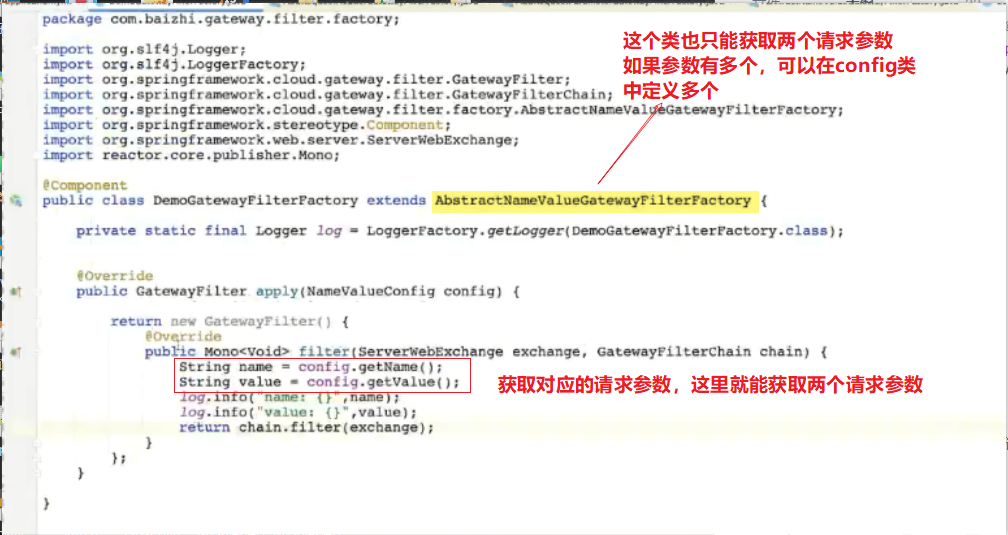 package com.baizhi.gateway.filter.factory;
import org.slf4j.Logger;
import org.slf4j.LoggerFactory;
import org.springframework.cloud.gateway.filter.GatewayFilter;
import org.springframework.cloud.gateway.filter.GatewayFilterChain;
import org.springframework.cloud.gateway.filter.factory.AbstractNameValueGatewayFilterFactory;
import org.springframework.stereotype.Component;
import org.springframework.web.server.ServerWebExchange;
import reactor.core.publisher.Mono;
这个类也只能获取两个请求参数
如果参数有多个，可以在config类
中定义多个
@Component
public class DemoGatewayFilterFactory extends AbstractNameValueGatewayFilterFactory {
private static final Logger log = LoggerFactory.getLogger(DemoGatewayFilterFactory.class);
@Override
public GatewayFilter apply(NameValueConfig config) {
return new GatewayFilter() {
@Override
public Mono<Void> filter(ServerWebExchange exchange, GatewayFilterChain chain) {
String name = config.getName();
String value = config.getValue();
获取对应的请求参数，这里就能获取两个请求参数
log.info("name: {}",name);
log.info("value: {}",value);
return chain.filter(exchange);
}
};
}
}